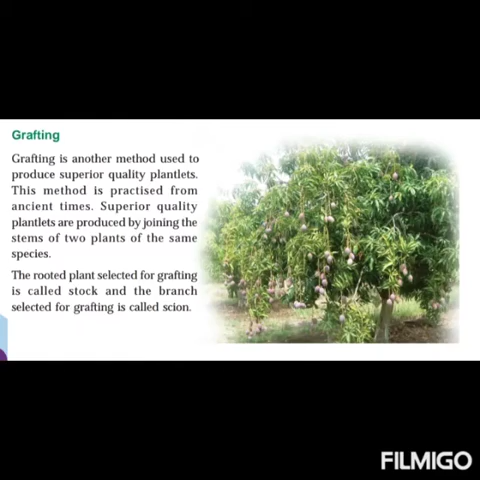 Grafting
Grafting is another method used to
produce superior quality plantlets.
This method is practised from
ancient times. Superior quality
plantlets are produced by joining the
stems of two plants of the same
species.
The rooted plant selected for grafting
is called stock and the branch
selected for grafting is called scion.
FILMIGO